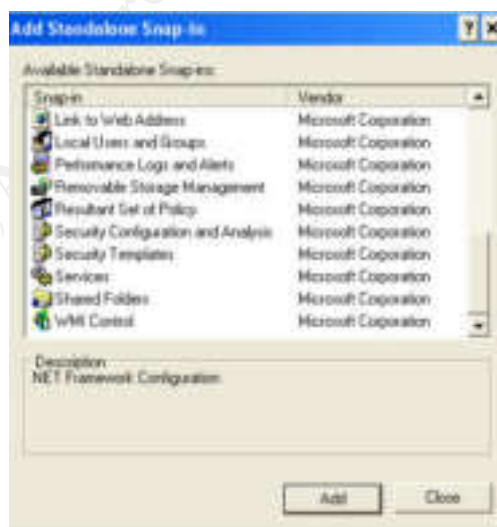 Add Standalone Snap-in
Available Standalone Snap-ins:
Snap-in Vendor
Link to Web Address Microsoft Corporation
Local Users and Groups Microsoft Corporation
Performance Logs and Alerts Microsoft Corporation
Removable Storage Management Microsoft Corporation
Resultant Set of Policy Microsoft Corporation
Security Configuration and Analysis Microsoft Corporation
Security Templates Microsoft Corporation
Services Microsoft Corporation
Shared Folders Microsoft Corporation
WMI Control Microsoft Corporation
Description
.NET Framework Configuration
Add Close